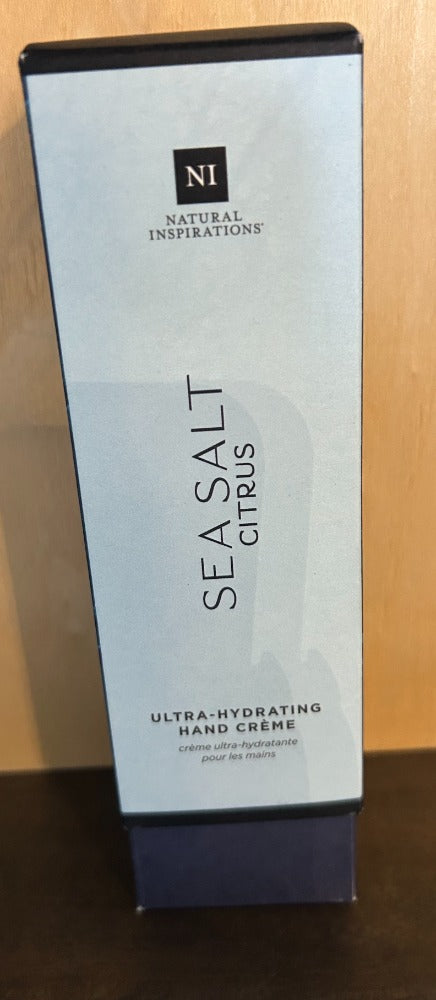 NI
NATURAL
INSPIRATIONS®
SEA SALT
CITRUS
ULTRA-HYDRATING
HAND CRÈME
crème ultra-hydratante
pour les mains